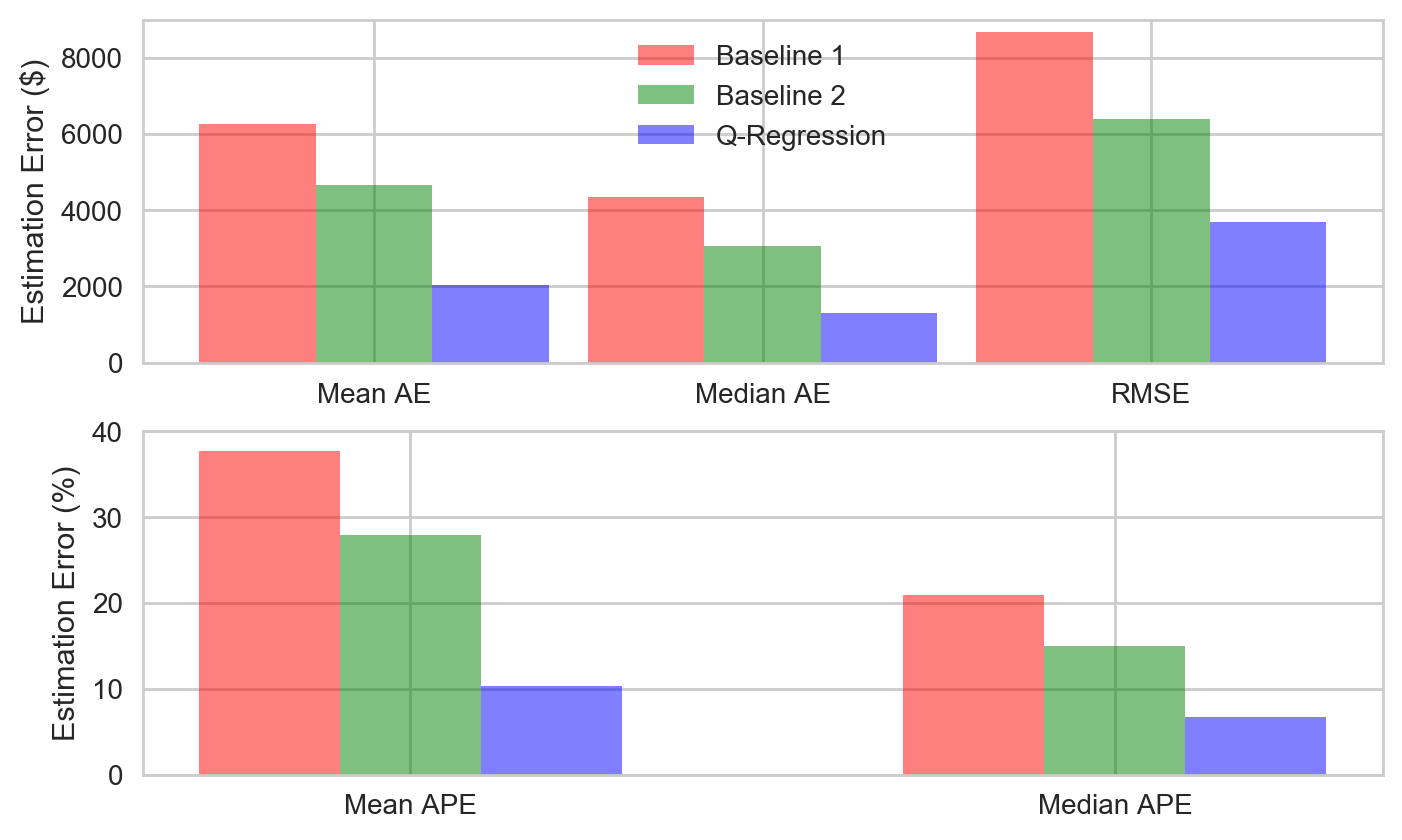 Estimation Error ($)
8000
6000
4000
2000
0
Baseline 1
Baseline 2
Q-Regression
Mean AE
Median AE
RMSE
Estimation Error (%)
40
30
20
10
0
Mean APE
Median APE